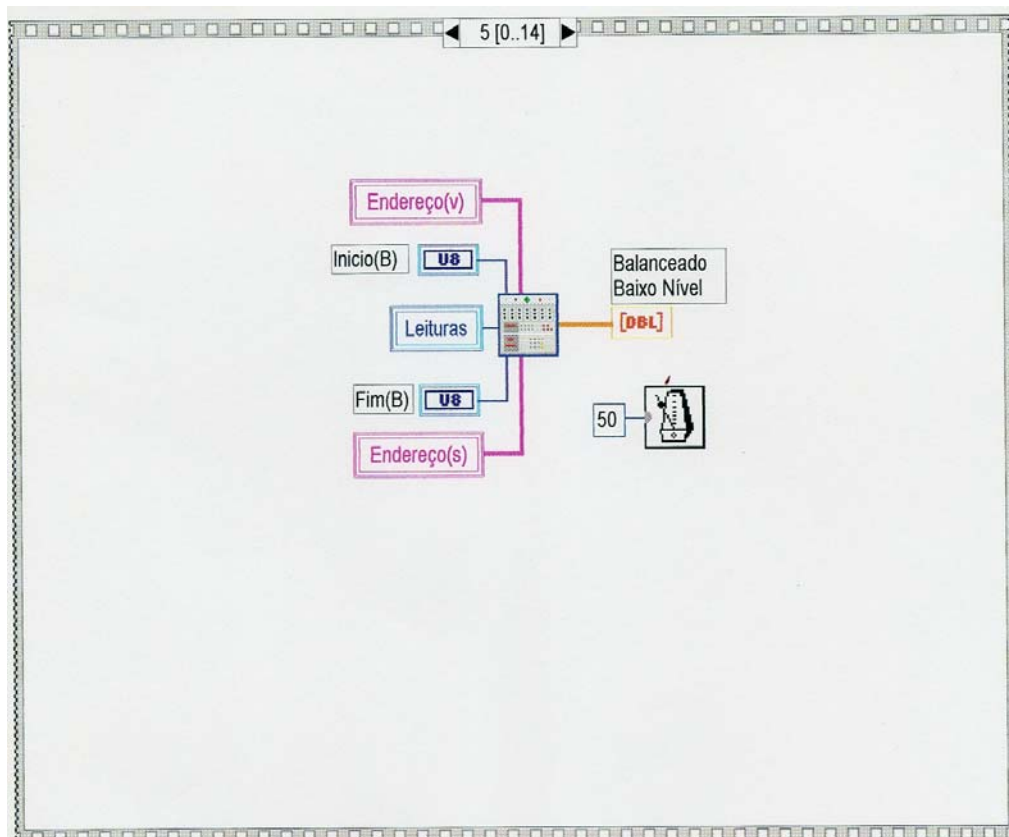 5 [0..14]
Endereço(v)
Inicio(B)
U8
Leituras
Fim(B)
U8
Endereço(s)
Balanceado
Baixo Nível
[DBL]
50